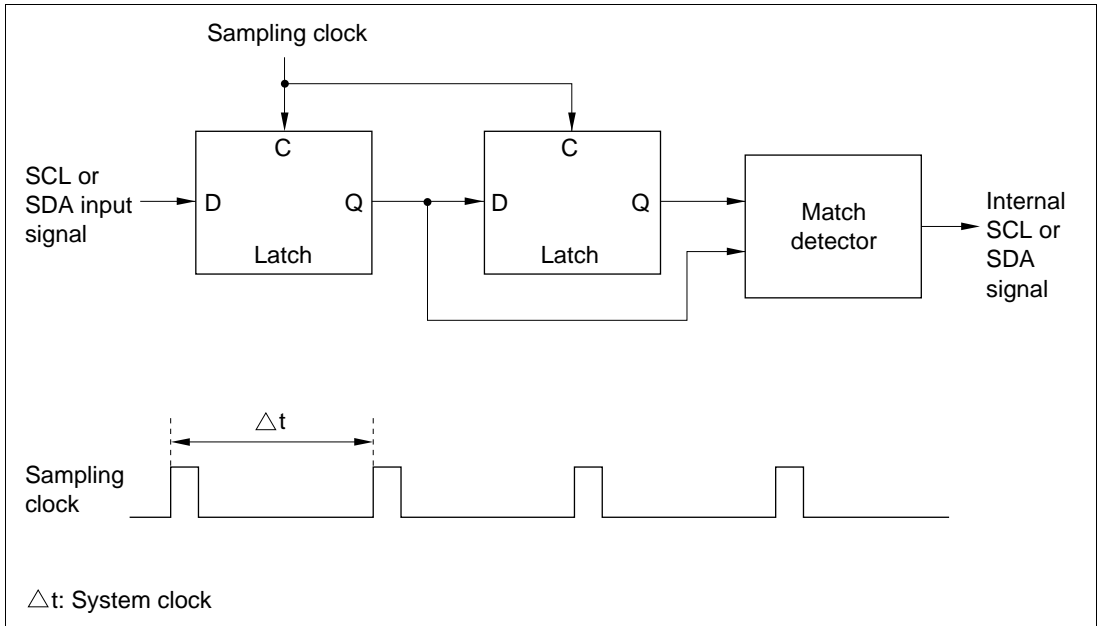 Sampling clock
C
C
SCL or
SDA input
signal
D
Q
D
Q
Latch
Latch
Match
detector
Internal
SCL or
SDA
signal
△t
Sampling
clock
△t: System clock